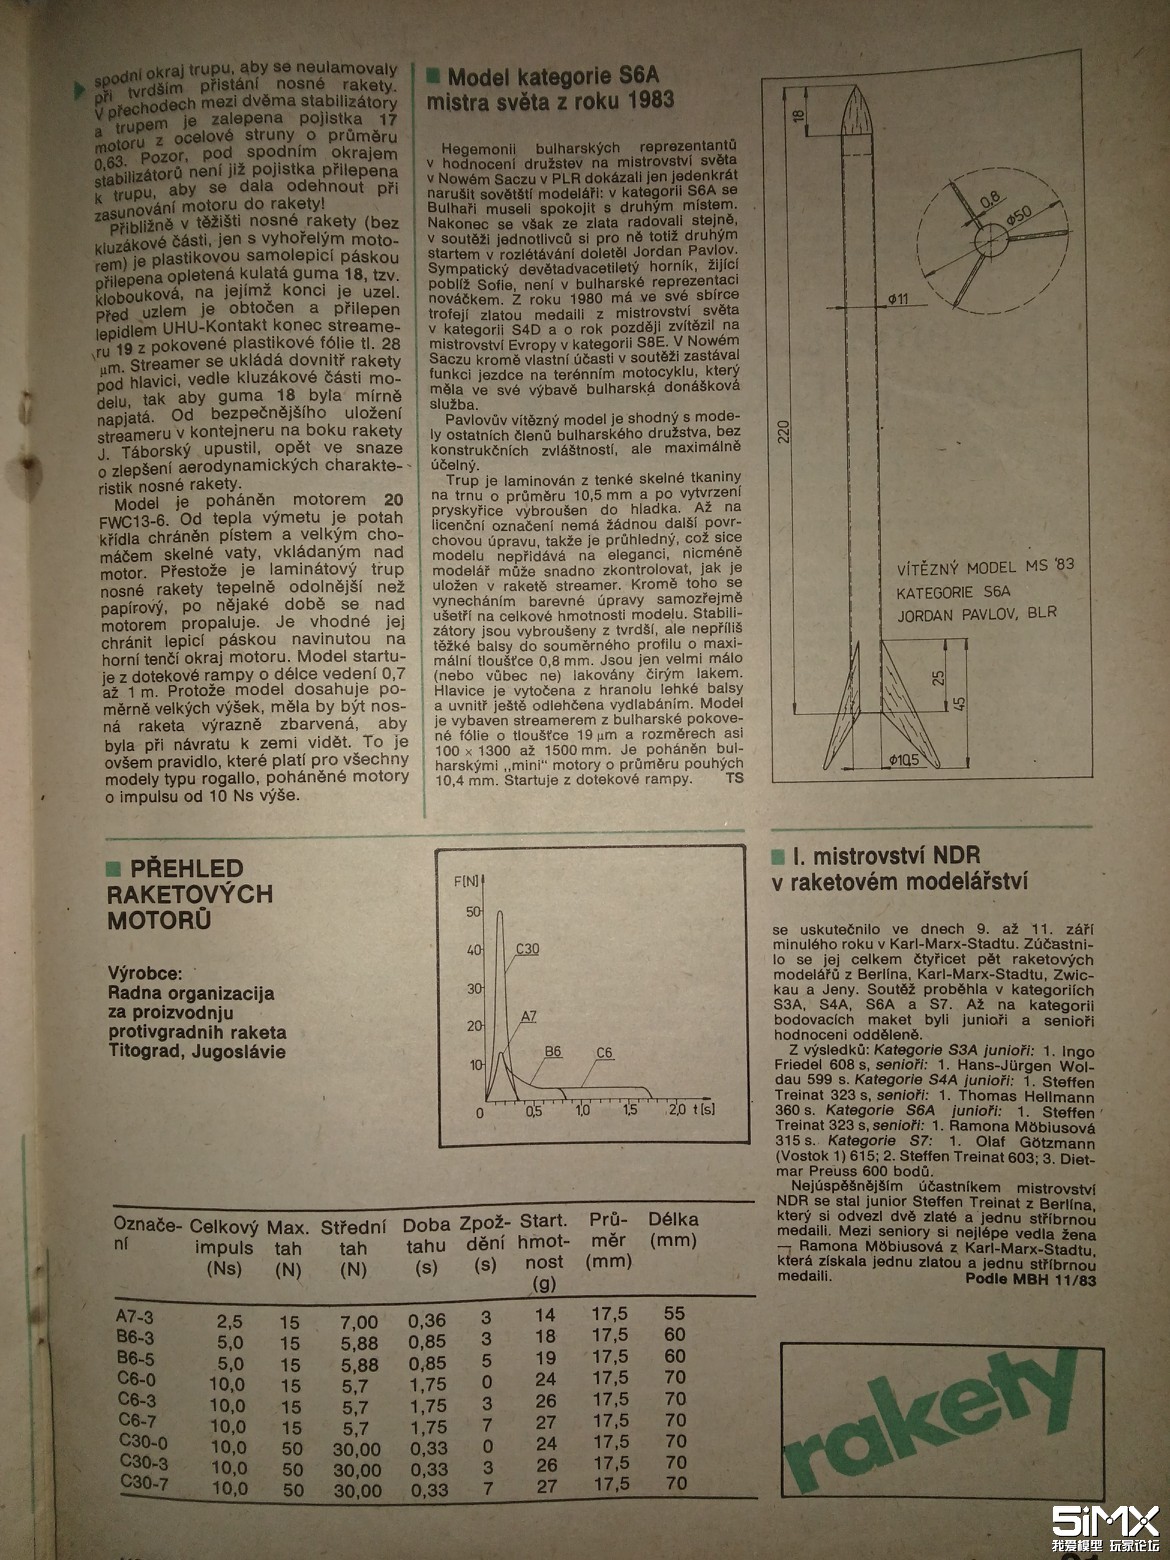 spodní okraj trupu, aby se neulamovaly
při tvrdším přistání nosné rakety.
V přechodech mezi dvěma stabilizátory
a trupem je zalepena pojistka 17
motoru z ocelové struny o průměru
0,63. Pozor, pod spodním okrajem
stabilizátorů není již pojistka přilepena
k trupu, aby se dala odehnout při
zasunování motoru do rakety!
Přibližně v těžišti nosné rakety (bez
kluzákové části, jen s vyhořelým moto-
rem) je plastikovou samolepicí páskou
přilepena opletená kulatá guma 18, tzv.
klobouková, na jejímž konci je uzel.
Před uzlem je obtočen a přilepen
lepidlem UHU-Kontakt konec streame-
ru 19 z pokovené plastikové fólie tl. 28
µm. Streamer se ukládá dovnitř rakety
pod hlavici, vedle kluzákové části mo-
delu, tak aby guma 18 byla mírně
napjatá. Od bezpečnějšího uložení
streameru v kontejneru na boku rakety
J. Táborský upustil, opět ve snaze
o zlepšení aerodynamických charakte-
ristik nosné rakety.
Model je poháněn motorem 20
FWC13-6. Od tepla výmetu je potah
křídla chráněn pístem a velkým cho-
máčem skelné vaty, vkládaným nad
motor. Přestože je laminátový trup
nosné rakety tepelně odolnější než
papírový, po nějaké době se nad
motorem propaluje. Je vhodné jej
chránit lepicí páskou navinutou na
horní tenčí okraj motoru. Model startu-
je z dotekové rampy o délce vedení 0,7
až 1 m. Protože model dosahuje po-
měrně velkých výšek, měla by být nos-
ná raketa výrazně zbarvená, aby
byla při návratu k zemi vidět. To je
ovšem pravidlo, které platí pro všechny
modely typu rogallo, poháněné motory
o impulsu od 10 Ns výše.
Model kategorie S6A
mistra světa z roku 1983
Hegemonii bulharských reprezentantů
v hodnocení družstev na mistrovství světa
v Nowém Saczu v PLR dokázali jen jedenkrát
narušit sovětští modeláři: v kategorii S6A se
Bulhaři museli spokojit s druhým místem.
Nakonec se však ze zlata radovali stejně,
v soutěži jednotlivců si pro ně totiž druhým
startem v rozlétávání doletěl Jordan Pavlov.
Sympatický devětadvacetiletý horník, žijící
poblíž Sofie, není v bulharské reprezentaci
nováčkem. Z roku 1980 má ve své sbírce
trofejí zlatou medaili z mistrovství světa
v kategorii S4D a o rok později zvítězil na
mistrovství Evropy v kategorii S8E. V Nowém
Saczu kromě vlastní účasti v soutěži zastával
funkci jezdce na terénním motocyklu, který
měla ve své výbavě bulharská donášková
služba.
Pavlovův vítězný model je shodný s mode-
ly ostatních členů bulharského družstva, bez
konstrukčních zvláštností, ale maximálně
účelný.
Trup je laminován z tenké skelné tkaniny
na trnu o průměru 10,5 mm a po vytvrzení
pryskyřice vybroušen do hladka. Až na
licenční označení nemá žádnou další povr-
chovou úpravu, takže je průhledný, což sice
modelu nepřidává na eleganci, nicméně
modelář může snadno zkontrolovat, jak je
uložen v raketě streamer. Kromě toho se
vynecháním barevné úpravy samozřejmě
ušetří na celkové hmotnosti modelu. Stabili-
zátory jsou vybroušeny z tvrdší, ale nepříliš
těžké balsy do souměrného profilu o maxi-
mální tloušťce 0,8 mm. Jsou jen velmi málo
(nebo vůbec ne) lakovány čirým lakem.
Hlavice je vytočena z hranolu lehké balsy
a uvnitř ještě odlehčena vydlabáním. Model
je vybaven streamerem z bulharské pokove-
né fólie o tloušťce 19 µm a rozměrech asi
100 × 1300 až 1500 mm. Je poháněn bul-
harskými „mini“ motory o průměru pouhých
10,4 mm. Startuje z dotekové rampy. TS
18
0,8
ø50
ø11
220
VÍTĚZNÝ MODEL MS '83
KATEGORIE S6A
JORDAN PAVLOV, BLR
25
45
ø10,5
PŘEHLED
RAKETOVÝCH
MOTORŮ
Výrobce:
Radna organizacija
za proizvodnju
protivgradnih raketa
Titograd, Jugoslávie
F[N]
50
40
30
20
10
C30
A7
B6
C6
0
0,5
1,0
1,5
2,0 t[s]
Označe- Celkový Max. Střední Doba Zpož- Start. Prů- Délka
ní impuls tah tah tahu dění hmot- měr (mm)
(Ns) (N) (N) (s) (s) nost (mm)
(g)
A7-3 2,5 15 7,00 0,36 3 14 17,5 55
B6-3 5,0 15 5,88 0,85 3 18 17,5 60
B6-5 5,0 15 5,88 0,85 5 19 17,5 60
C6-0 10,0 15 5,7 1,75 0 24 17,5 70
C6-3 10,0 15 5,7 1,75 3 26 17,5 70
C6-7 10,0 15 5,7 1,75 7 27 17,5 70
C30-0 10,0 50 30,00 0,33 0 24 17,5 70
C30-3 10,0 50 30,00 0,33 3 26 17,5 70
C30-7 10,0 50 30,00 0,33 7 27 17,5 70
I. mistrovství NDR
v raketovém modelářství
se uskutečnilo ve dnech 9. až 11. září
minulého roku v Karl-Marx-Stadtu. Zúčastni-
lo se jej celkem čtyřicet pět raketových
modelářů z Berlína, Karl-Marx-Stadtu, Zwic-
kau a Jeny. Soutěž proběhla v kategoriích
S3A, S4A, S6A a S7. Až na kategorii
bodovacích maket byli junioři a senioři
hodnoceni odděleně.
Z výsledků: Kategorie S3A junioři: 1. Ingo
Friedel 608 s, senioři: 1. Hans-Jürgen Wol-
dau 599 s. Kategorie S4A junioři: 1. Steffen
Treinat 323 s, senioři: 1. Thomas Hellmann
360 s. Kategorie S6A junioři: 1. Steffen
Treinat 323 s, senioři: 1. Ramona Möbiusová
315 s. Kategorie S7: 1. Olaf Götzmann
(Vostok 1) 615; 2. Steffen Treinat 603; 3. Diet-
mar Preuss 600 bodů.
Nejúspěšnějším účastníkem mistrovství
NDR se stal junior Steffen Treinat z Berlína,
který si odvezl dvě zlaté a jednu stříbrnou
medaili. Mezi seniory si nejlépe vedla žena
— Ramona Möbiusová z Karl-Marx-Stadtu,
která získala jednu zlatou a jednu stříbrnou
medaili. Podle MBH 11/83
rakety
5iMX
我爱模型 玩家论坛